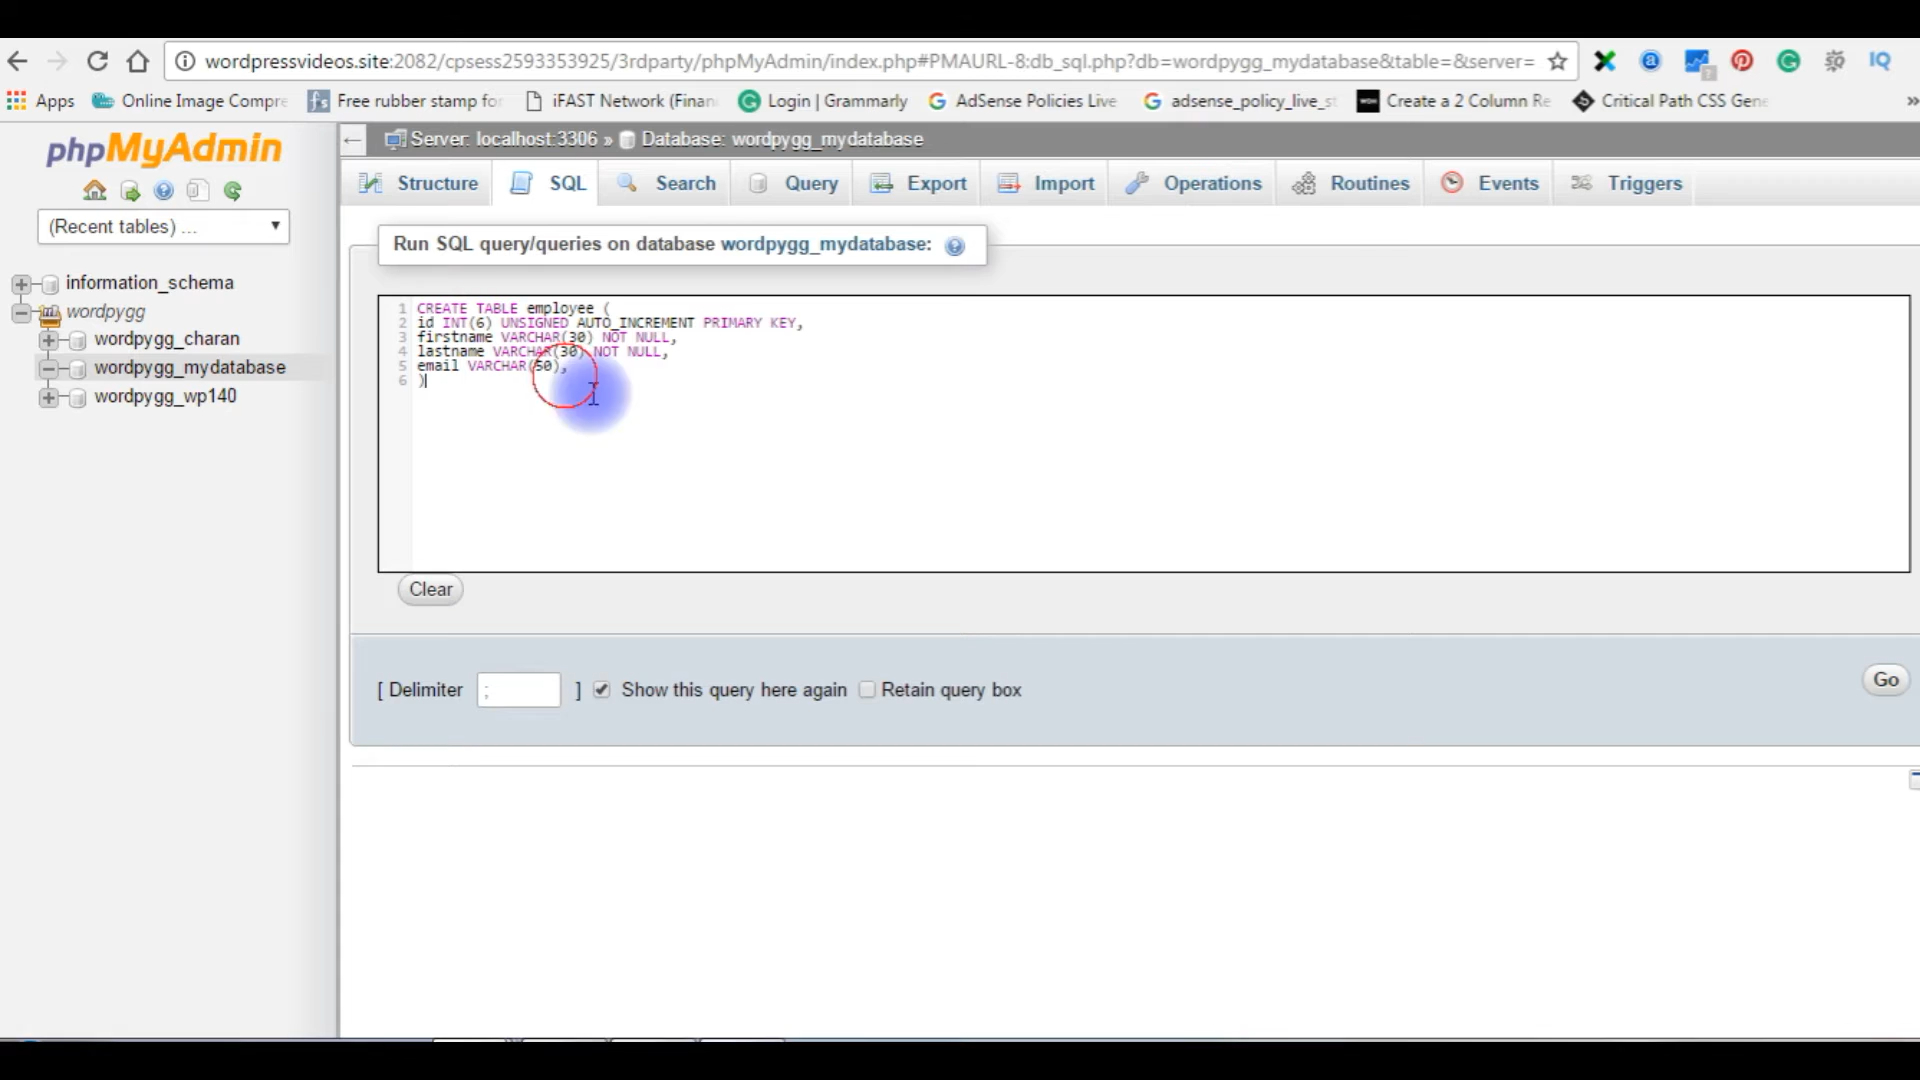 wordpressvideos.site:2082/cpsess2593353925/3rdparty/phpMyAdmin/index.php#PMAURL-8:db_sql.php?db=wordpygg_mydatabase&table=&server=
IQ
Apps Online Image Compre Free rubber stamp fo iFAST Network (Finan Login | Grammarly AdSense Policies Live adsense_policy_live_st Create a 2 Column Re Critical Path CSS Gene »
phpMyAdmin
(Recent tables) ...
information_schema
wordpygg
wordpygg_charan
wordpygg_mydatabase
wordpygg_wp140
Server: localhost:3306 » Database: wordpygg_mydatabase
Structure SQL Search Query Export Import Operations Routines Events Triggers
Run SQL query/queries on database wordpygg_mydatabase:
1 CREATE TABLE employee (
2 id INT(6) UNSIGNED AUTO_INCREMENT PRIMARY KEY,
3 firstname VARCHAR(30) NOT NULL,
4 lastname VARCHAR(30) NOT NULL,
5 email VARCHAR(50),
6 )
Clear
[ Delimiter ; ] Show this query here again Retain query box
Go